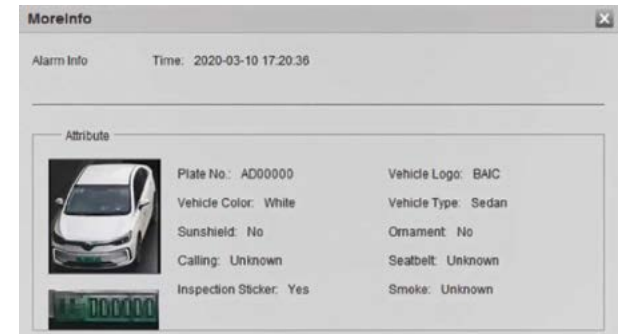 MoreInfo
Alarm Info Time: 2020-03-10 17:20:36
Attribute
Plate No.: AD00000 Vehicle Logo: BAIC
Vehicle Color: White Vehicle Type: Sedan
Sunshield: No Ornament: No
Calling: Unknown Seatbelt: Unknown
Inspection Sticker: Yes Smoke: Unknown